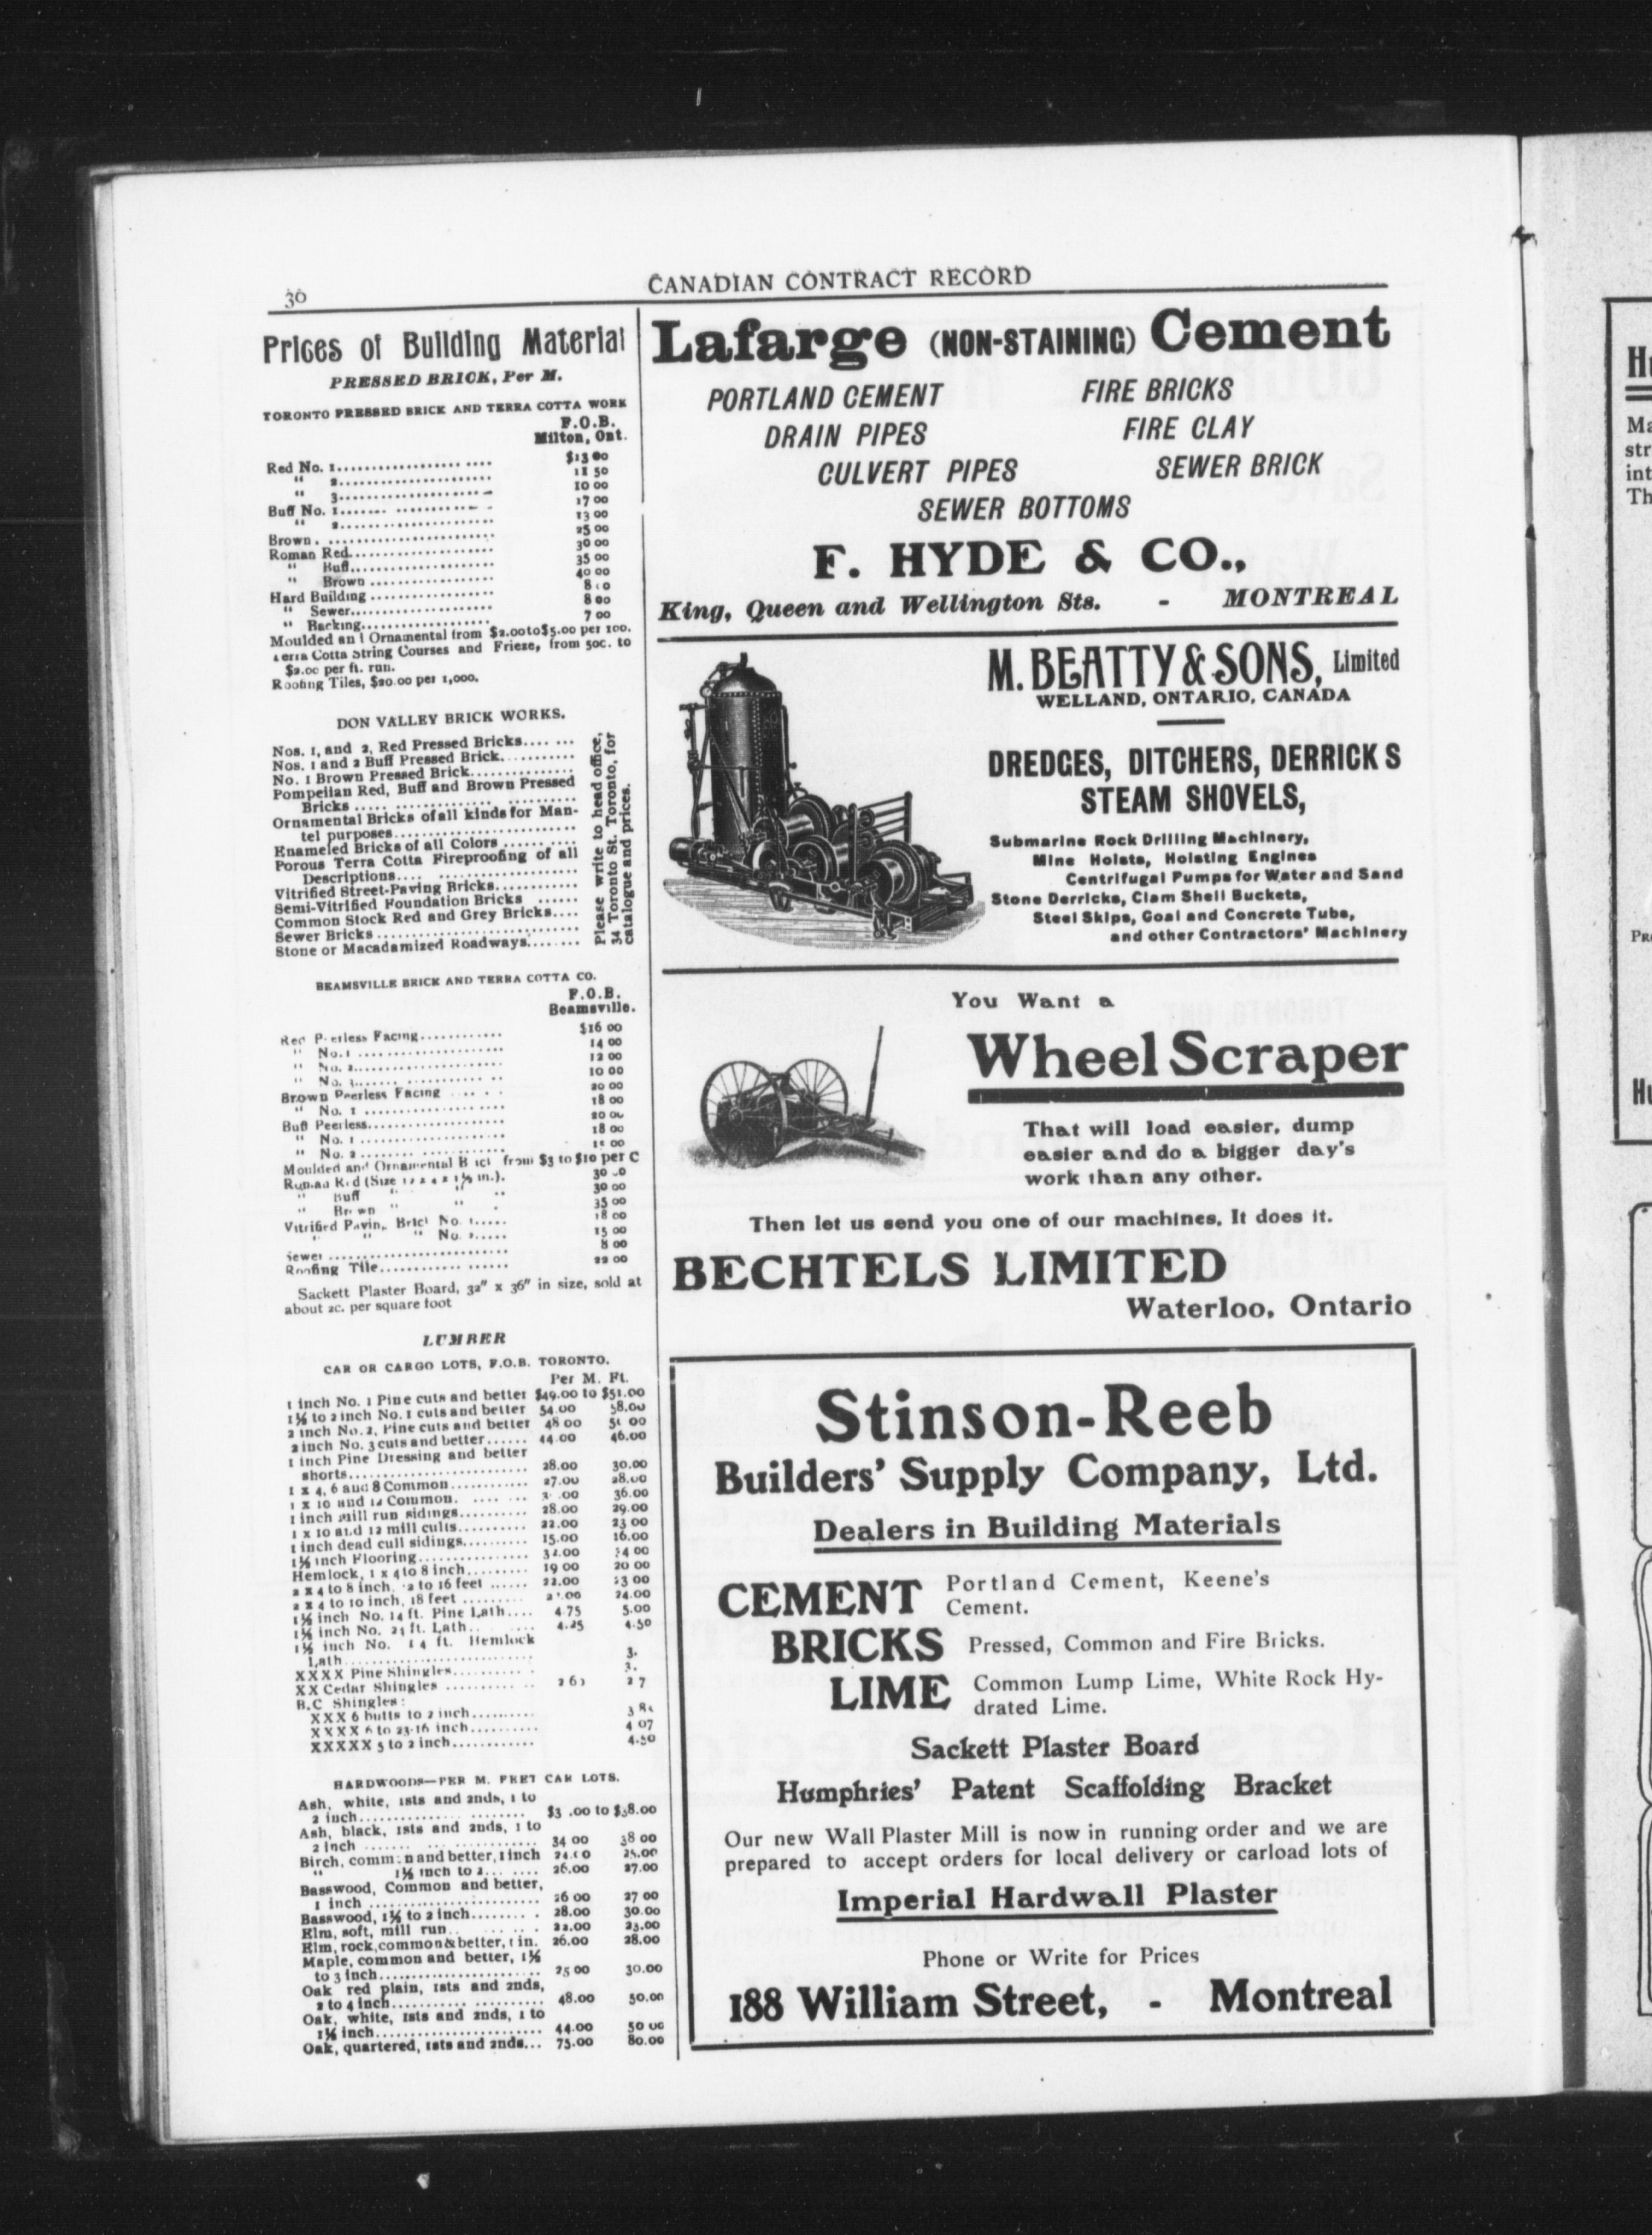 30
CANADIAN CONTRACT RECORD
Prices of Building Material
PRESSED BRICK, Per M.
TORONTO PRESSED BRICK AND TERRA COTTA WORK
F.O.B.
Milton, Ont.
Red No. 1.................. .... $13 00
" 2...................... 11 50
" 3..................... 10 00
Buff No. 1....... .............. 17 00
" 2...................... 13 00
Brown. ........................ 25 00
Roman Red..................... 30 00
" Buff..................... 35 00
" Brown .................. 40 00
Hard Building .................. 8 00
" Sewer..................... 8 00
" Backing................... 7 00
Moulded and Ornamental from $2.00 to $5.00 per 100.
Terra Cotta String Courses and Frieze, from 50c. to
$2.00 per ft. run.
Roofing Tiles, $20.00 per 1,000.
DON VALLEY BRICK WORKS.
Nos. 1, and 2, Red Pressed Bricks.... ...
Nos. 1 and 2 Buff Pressed Brick...........
No. 1 Brown Pressed Brick...............
Pompeiian Red, Buff and Brown Pressed
Bricks ..... .............. ..........
Ornamental Bricks of all kinds for Man-
tel purposes..........................
Enameled Bricks of all Colors ...... ....
Porous Terra Cotta Fireproofing of all
Descriptions.... ....................
Vitrified Street-Paving Bricks............
Semi-Vitrified Foundation Bricks ......
Common Stock Red and Grey Bricks....
Sewer Bricks .............................
Stone or Macadamized Roadways........
Please write to head office,
34 Toronto St. Toronto, for
catalogue and prices.
BEAMSVILLE BRICK AND TERRA COTTA CO.
F.O.B.
Beamsville.
Red Peerless Facing............ $16 00
" No. 1 ..................... 14 00
" No. 2...................... 12 00
" No. 3....... ............ 10 00
Brown Peerless Facing .... . . 20 00
" No. 1 ................ .... 18 00
Buff Peerless.................... 20 00
" No. 1 ..................... 18 00
" No. 2 ........ ............
Moulded and Ornamental Brick from $3 to $10 per C
Roman Red (Size 12 x 4 x 1½ in.). 30 00
" Buff " " 30 00
" Brown " " 35 00
Vitrified Paving Brick No. 1..... 18 00
" " " No. 2..... 15 00
Sewer .......................... 8 00
Roofing Tile............ ...... 22 00
Sackett Plaster Board, 32" x 36" in size, sold at
about 2c. per square foot
LUMBER
CAR OR CARGO LOTS, F.O.B. TORONTO.
Per M. Ft.
1 inch No. 1 Pine cuts and better $49.00 to $51.00
1½ to 2 inch No. 1 cuts and better 54.00 58.00
2 inch No. 2, Pine cuts and better 48 00 00
2 inch No. 3 cuts and better...... 44.00 46.00
1 inch Pine Dressing and better
shorts.......................... 28.00 30.00
1 x 4, 6 and 8 Common............ 27.00 28.00
1 x 10 and 12 Common. .... ... .00 36.00
1 inch mill run sidings.......... 28.00 29.00
1 x 10 and 12 mill culls.......... 22.00 23 00
1 inch dead cull sidings.......... 15.00 16.00
1½ inch Flooring................ 32.00 34 00
Hemlock, 1 x 4 to 8 inch......... 19 00 20 00
2 x 4 to 8 inch, 12 to 16 feet ...... 22.00 23 00
2 x 4 to 10 inch, 18 feet ......... .00 24.00
1½ inch No. 1 4 ft. Pine Lath.... 4.75 5.00
1½ inch No. 2 4 ft. Lath.. .... 4.25 4.50
1½ inch No. 1 4 ft. Hemlock
Lath............................
XXXX Pine Shingles........... .
XX Cedar Shingles .......... ..
B.C Shingles:
XXX 6 butts to 2 inch..........
XXXX 6 to 23-16 inch.......... 4 07
XXXXX 5 to 2 inch............ 4.50
HARDWOODS—PER M. FEET CAR LOTS.
Ash, white, 1sts and 2nds, 1 to
2 inch.............. ........ .00 to $38.00
Ash, black, 1sts and 2nds, 1 to
2 inch ....... ... ............ 34 00 38 00
Birch, common and better, 1 inch 24.00 25.00
" 1½ inch to 2... .... 26.00 27.00
Basswood, Common and better,
1 inch ....................... 26 00 27 00
Basswood, 1½ to 2 inch........ . 28.00 30.00
Elm, soft, mill run.. ..... .. . 22.00 23.00
Elm, rock, common & better, 1 in. 26.00 28.00
Maple, common and better, 1½
to 3 inch....................... 25 00 30.00
Oak red plain, 1sts and 2nds,
2 to 4 inch........... .......... 48.00 50.00
Oak, white, 1sts and 2nds, 1 to
1½ inch........................ 44.00 50 00
Oak, quartered, 1sts and 2nds... 75.00 80.00
Lafarge (NON-STAINING) Cement
PORTLAND CEMENT FIRE BRICKS
DRAIN PIPES FIRE CLAY
CULVERT PIPES SEWER BRICK
SEWER BOTTOMS
F. HYDE & CO.,
King, Queen and Wellington Sts. - MONTREAL
M. BEATTY & SONS, Limited
WELLAND, ONTARIO, CANADA
DREDGES, DITCHERS, DERRICKS
STEAM SHOVELS,
Submarine Rock Drilling Machinery,
Mine Hoists, Hoisting Engines
Centrifugal Pumps for Water and Sand
Stone Derricks, Clam Shell Buckets,
Steel Skips, Coal and Concrete Tubs,
and other Contractors' Machinery
You Want a
Wheel Scraper
That will load easier, dump
easier and do a bigger day's
work than any other.
Then let us send you one of our machines. It does it.
BECHTELS LIMITED
Waterloo, Ontario
Stinson-Reeb
Builders' Supply Company, Ltd.
Dealers in Building Materials
CEMENT Portland Cement, Keene's
Cement.
BRICKS Pressed, Common and Fire Bricks.
LIME Common Lump Lime, White Rock Hy-
drated Lime.
Sackett Plaster Board
Humphries' Patent Scaffolding Bracket
Our new Wall Plaster Mill is now in running order and we are
prepared to accept orders for local delivery or carload lots of
Imperial Hardwall Plaster
Phone or Write for Prices
188 William Street, - Montreal